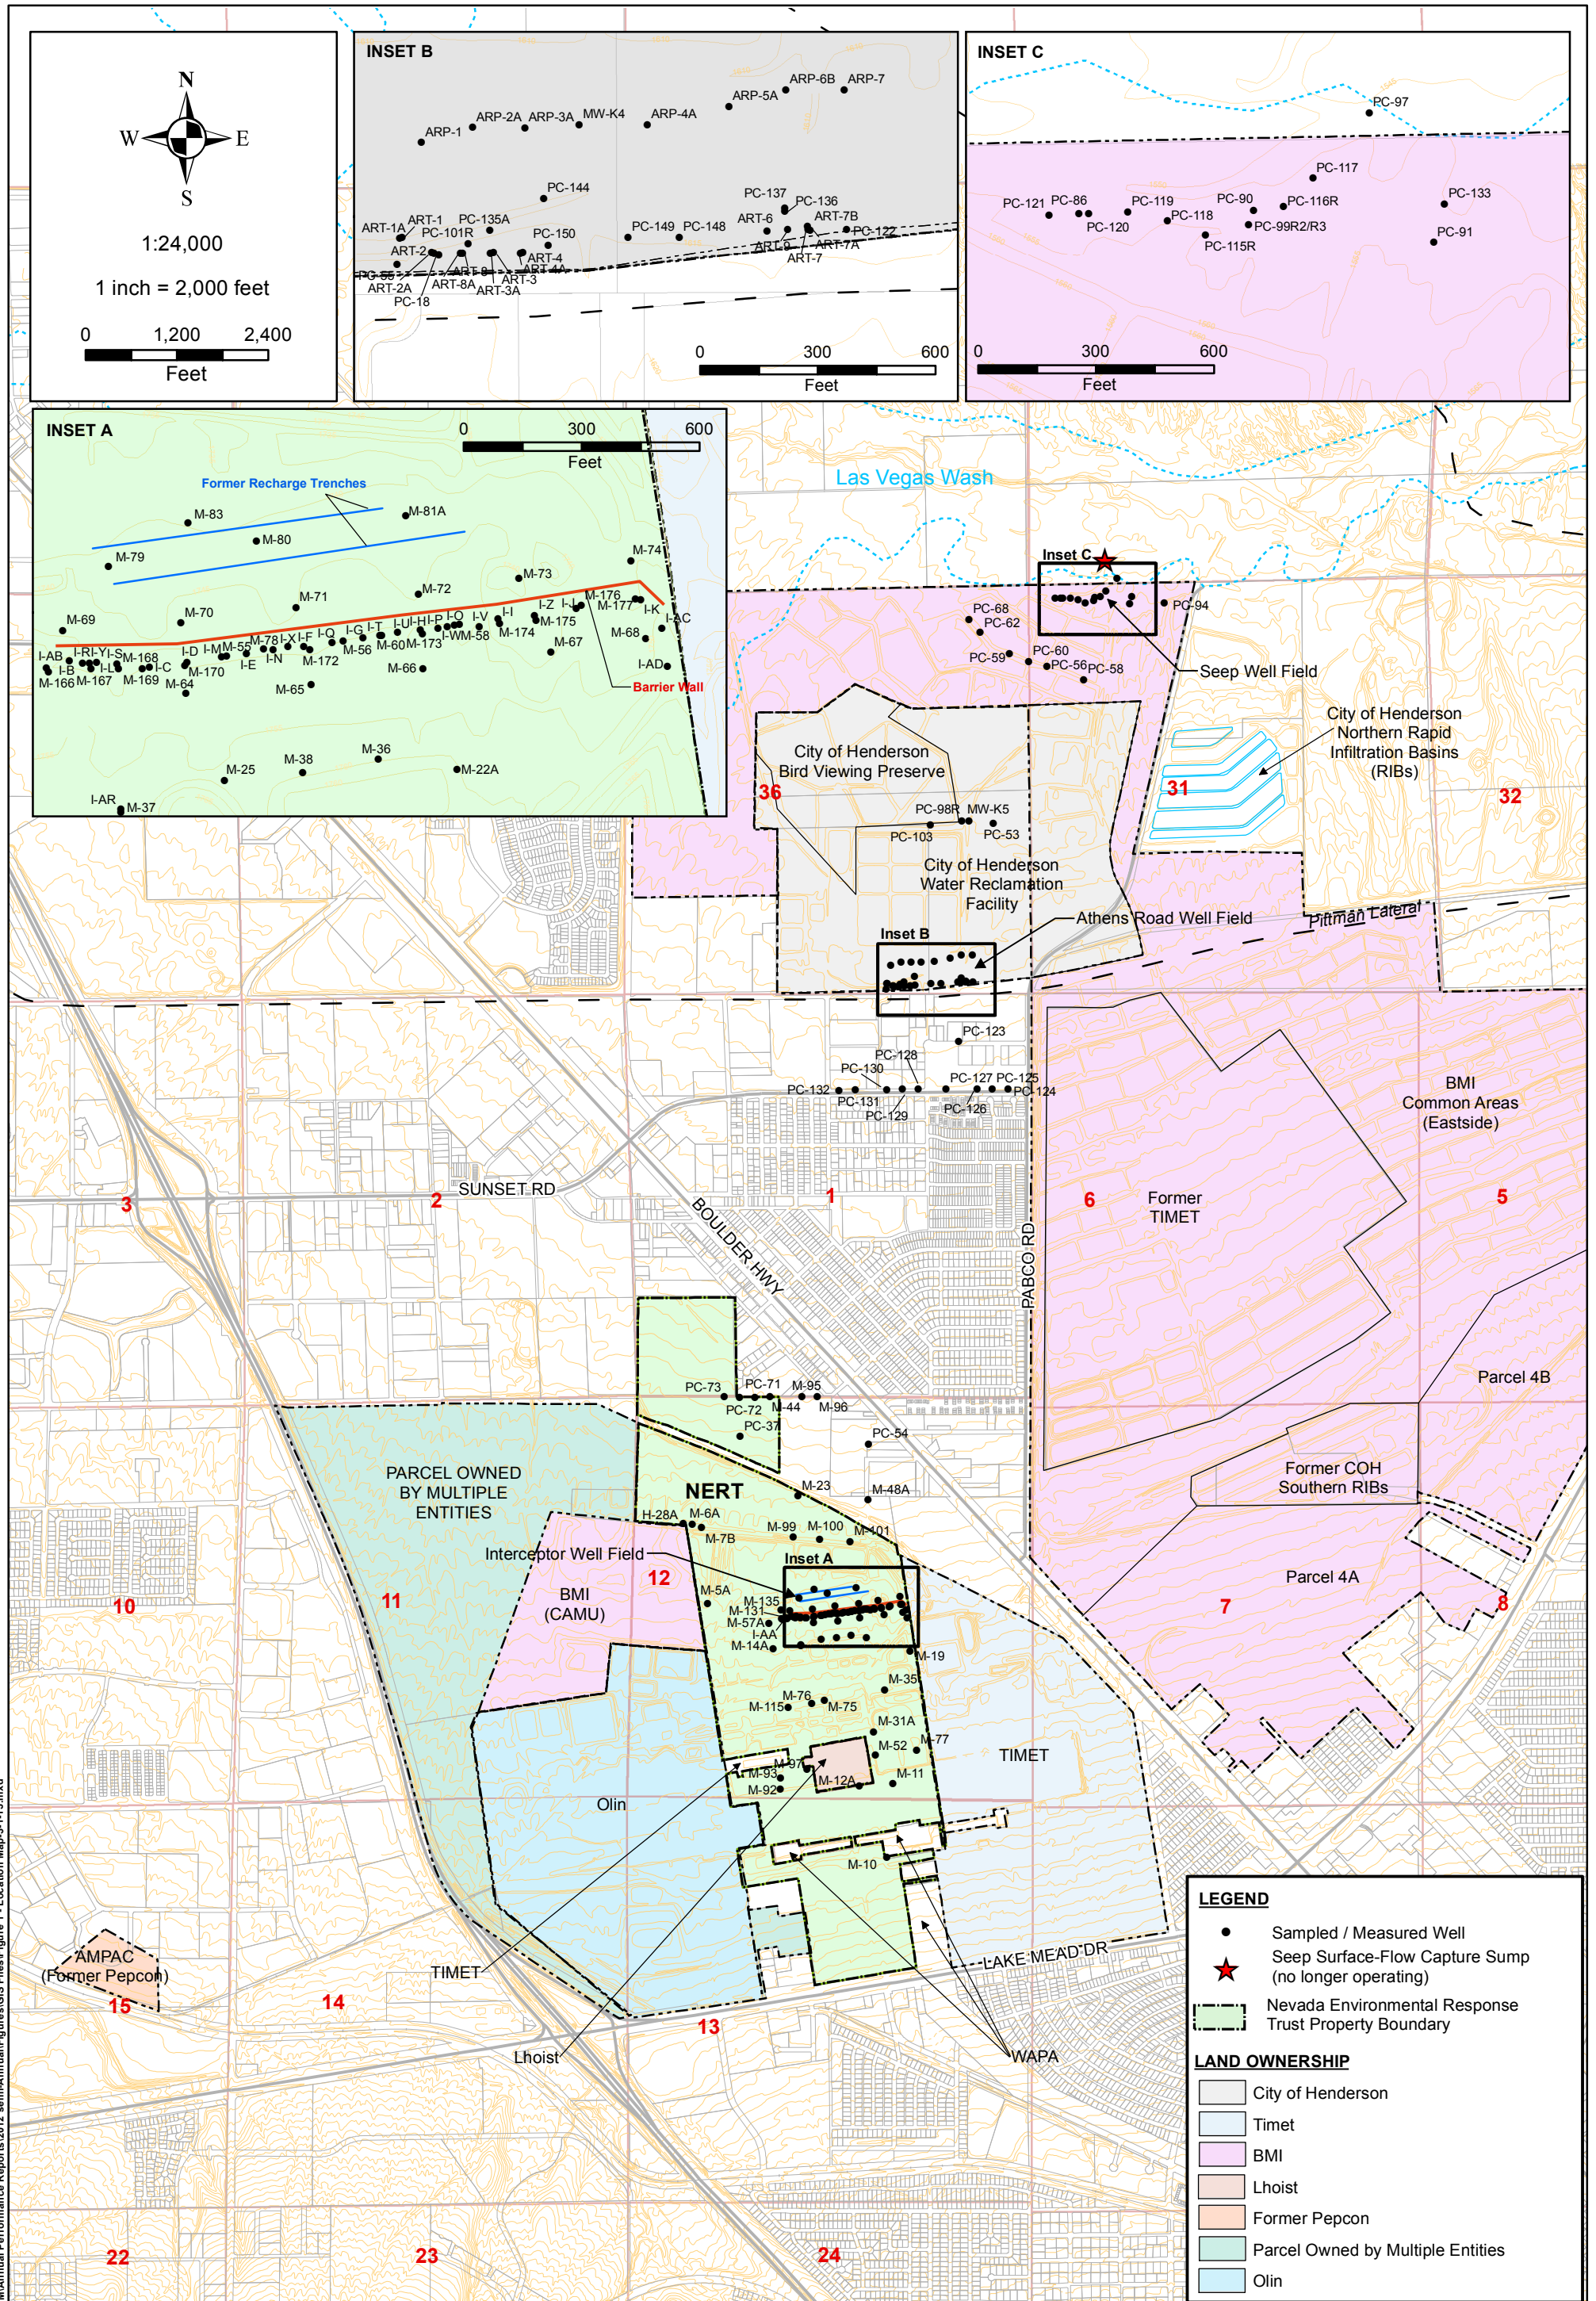 N
W
E
S
1:24,000
1 inch = 2,000 feet
0 1,200 2,400
Feet
INSET B
ARP-6B
ARP-7
ARP-5A
ARP-2A
ARP-3A
MW-K4
ARP-4A
ARP-1
PC-144
PC-137
PC-136
ART-1
PC-135A
ART-6
ART-7B
ART-1A
PC-101R
PC-149
PC-148
PC-122
ART-2
PC-150
ART-9
ART-7A
ART-4
ART-7
PC-55
ART-8
ART-3
ART-4A
ART-2A
ART-8A
ART-3A
PC-18
0 300 600
Feet
INSET C
PC-97
PC-117
PC-133
PC-121
PC-86
PC-119
PC-90
PC-116R
PC-120
PC-118
PC-99R2/R3
PC-115R
PC-91
0 300 600
Feet
INSET A
0 300 600
Feet
Former Recharge Trenches
M-83
M-81A
M-80
M-79
M-74
M-73
M-72
M-71
M-176
M-177
I-K
M-70
I-Z
I-J
M-69
I-I
M-175
I-AC
I-V
M-174
I-O
I-P
I-H
I-U
I-W
M-58
M-68
M-173
I-T
M-60
I-G
M-56
I-Q
I-F
I-X
M-78
M-172
M-67
I-N
I-E
M-55
I-M
I-D
M-170
I-AB
I-R
I-Y
I-S
M-168
I-C
I-B
I-L
M-169
M-166
M-167
M-64
M-65
M-66
I-AD
Barrier Wall
M-36
M-38
M-25
M-22A
I-AR
M-37
Las Vegas Wash
Inset C
PC-94
PC-68
PC-62
PC-59
PC-60
PC-56
PC-58
Seep Well Field
City of Henderson
Northern Rapid
Infiltration Basins
(RIBs)
City of Henderson
Bird Viewing Preserve
36
31
32
PC-98R
MW-K5
PC-103
PC-53
City of Henderson
Water Reclamation
Facility
Athens Road Well Field
Pittman Lateral
Inset B
PC-123
PC-128
PC-130
PC-127
PC-125
PC-132
PC-124
PC-131
PC-129
PC-126
BMI
Common Areas
(Eastside)
3
2
SUNSET RD
1
6
Former
TIMET
5
BOULDER HWY
PABCO RD
Parcel 4B
PC-73
PC-71
M-95
PC-72
M-44
M-96
PC-37
PC-54
PARCEL OWNED
BY MULTIPLE
ENTITIES
NERT
Former COH
Southern RIBs
M-23
M-48A
H-28A
M-6A
M-7B
M-99
M-100
M-101
Interceptor Well Field
Inset A
12
BMI
(CAMU)
Parcel 4A
10
11
7
8
M-5A
M-135
M-131
M-57A
I-AA
M-14A
M-19
M-35
M-76
M-115
M-75
M-31A
M-52
M-77
TIMET
M-97
M-93
M-12A
M-11
M-92
Olin
M-10
AMPAC
(Former Pepcon)
15
14
TIMET
LAKE MEAD DR
13
Lhoist
WAPA
22
23
24
LEGEND
Sampled / Measured Well
Seep Surface-Flow Capture Sump
(no longer operating)
Nevada Environmental Response
Trust Property Boundary
LAND OWNERSHIP
City of Henderson
Timet
BMI
Lhoist
Former Pepcon
Parcel Owned by Multiple Entities
Olin